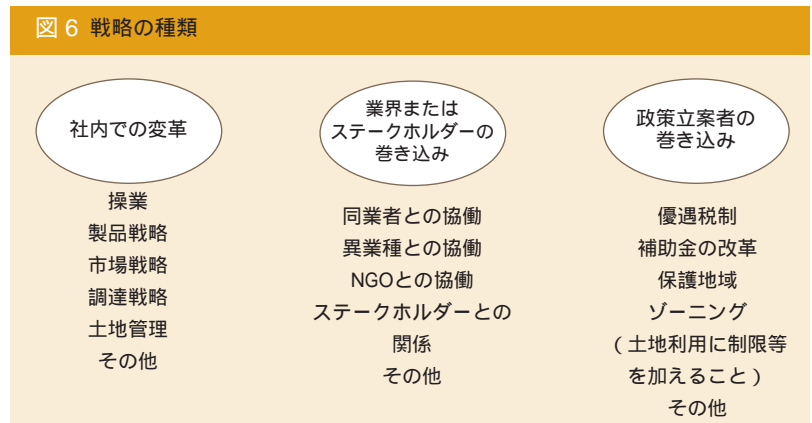 図6 戦略の種類
社内での変革
操業
製品戦略
市場戦略
調達戦略
土地管理
その他
業界または
ステークホルダーの
巻き込み
同業者との協働
異業種との協働
NGOとの協働
ステークホルダーとの
関係
その他
政策立案者の
巻き込み
優遇税制
補助金の改革
保護地域
ゾーニング
(土地利用に制限等
を加えること)
その他